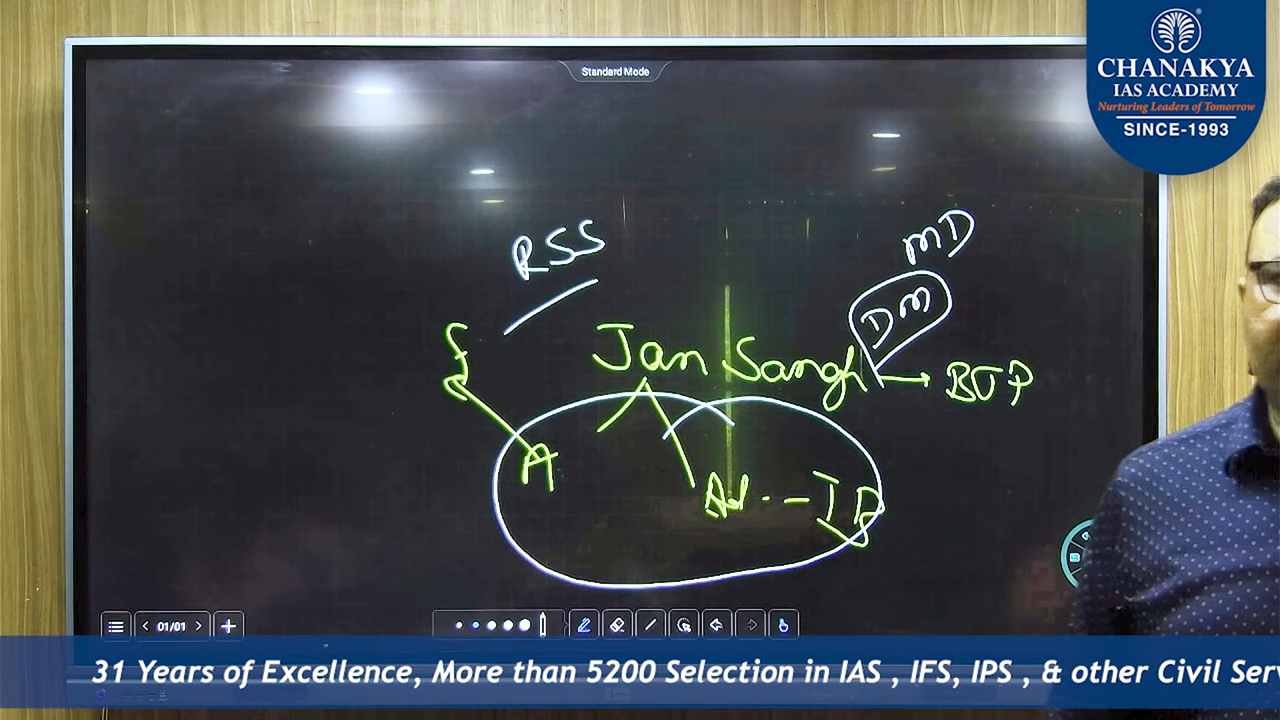 Standard Mode
CHANAKYA
IAS ACADEMY
Nurturing Leaders of Tomorrow
SINCE-1993
RSS
MD
DM
f
Jan Sangh → BJP
A
Ad -- I
01/01
31 Years of Excellence, More than 5200 Selection in IAS , IFS, IPS , & other Civil Serv